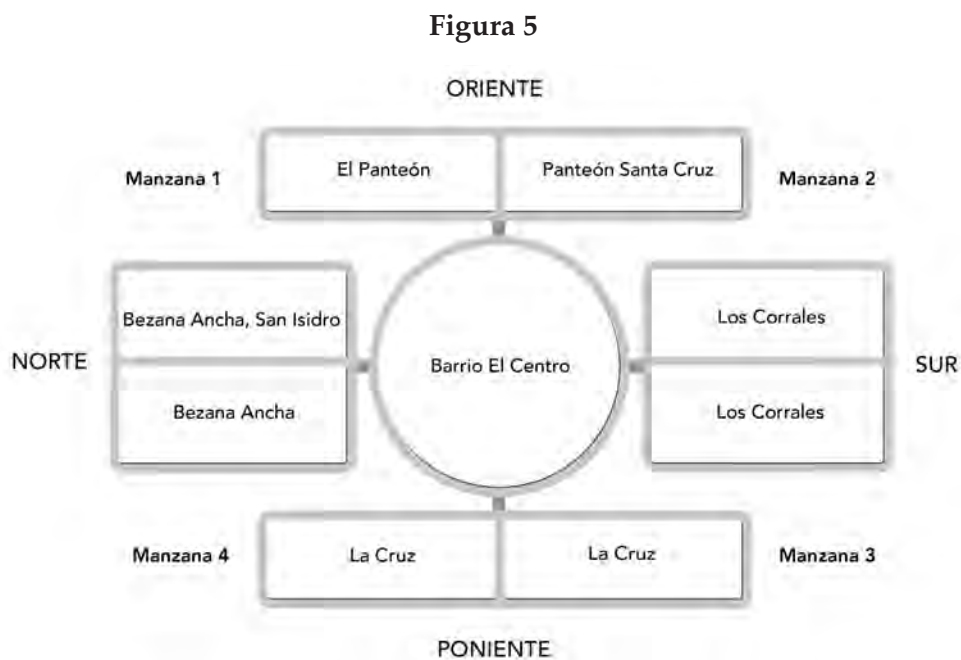 Figura 5
ORIENTE
Manzana 1
El Panteón
Panteón Santa Cruz
Manzana 2
Bezana Ancha, San Isidro
Los Corrales
NORTE
Barrio El Centro
SUR
Bezana Ancha
Los Corrales
Manzana 4
La Cruz
La Cruz
Manzana 3
PONIENTE